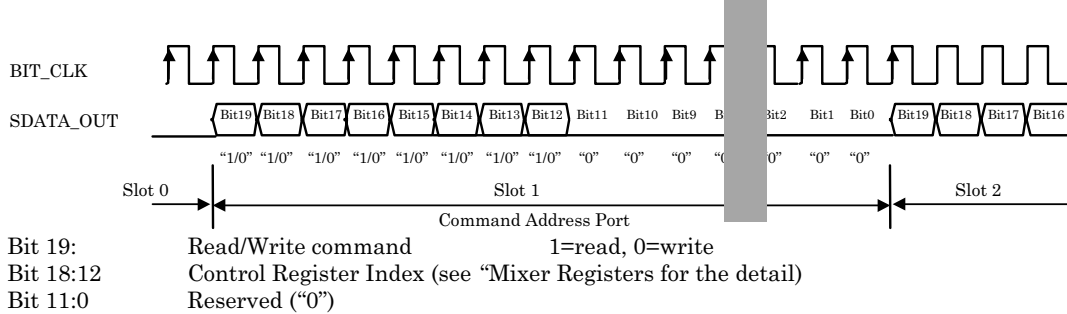 BIT_CLK
SDATA_OUT
Bit19 Bit18 Bit17 Bit16 Bit15 Bit14 Bit13 Bit12 Bit11 Bit10 Bit9 Bit1 Bit0 Bit19 Bit18 Bit17 Bit16
“1/0” “1/0” “1/0” “1/0” “1/0” “1/0” “1/0” “1/0” “0” “0” “0” “0” “0”
Slot 0 Slot 1 Slot 2
Command Address Port
Bit 19: Read/Write command 1=read, 0=write
Bit 18:12 Control Register Index (see “Mixer Registers for the detail)
Bit 11:0 Reserved (“0”)